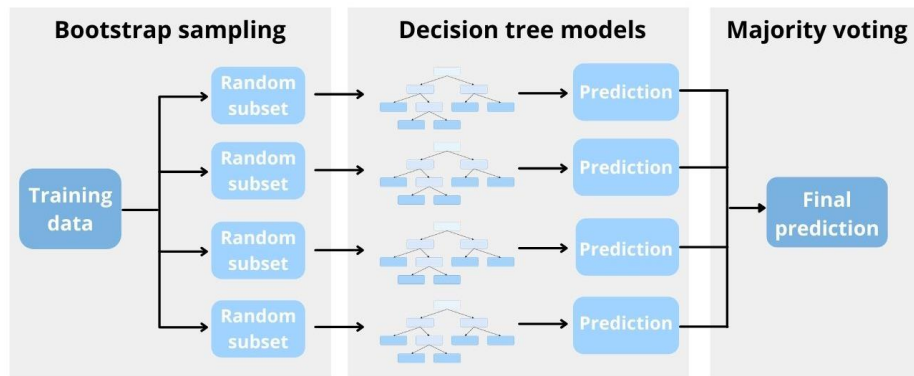 Bootstrap sampling
Decision tree models
Majority voting
Training
data
Random
subset
Random
subset
Random
subset
Random
subset
Prediction
Prediction
Prediction
Prediction
Final
prediction